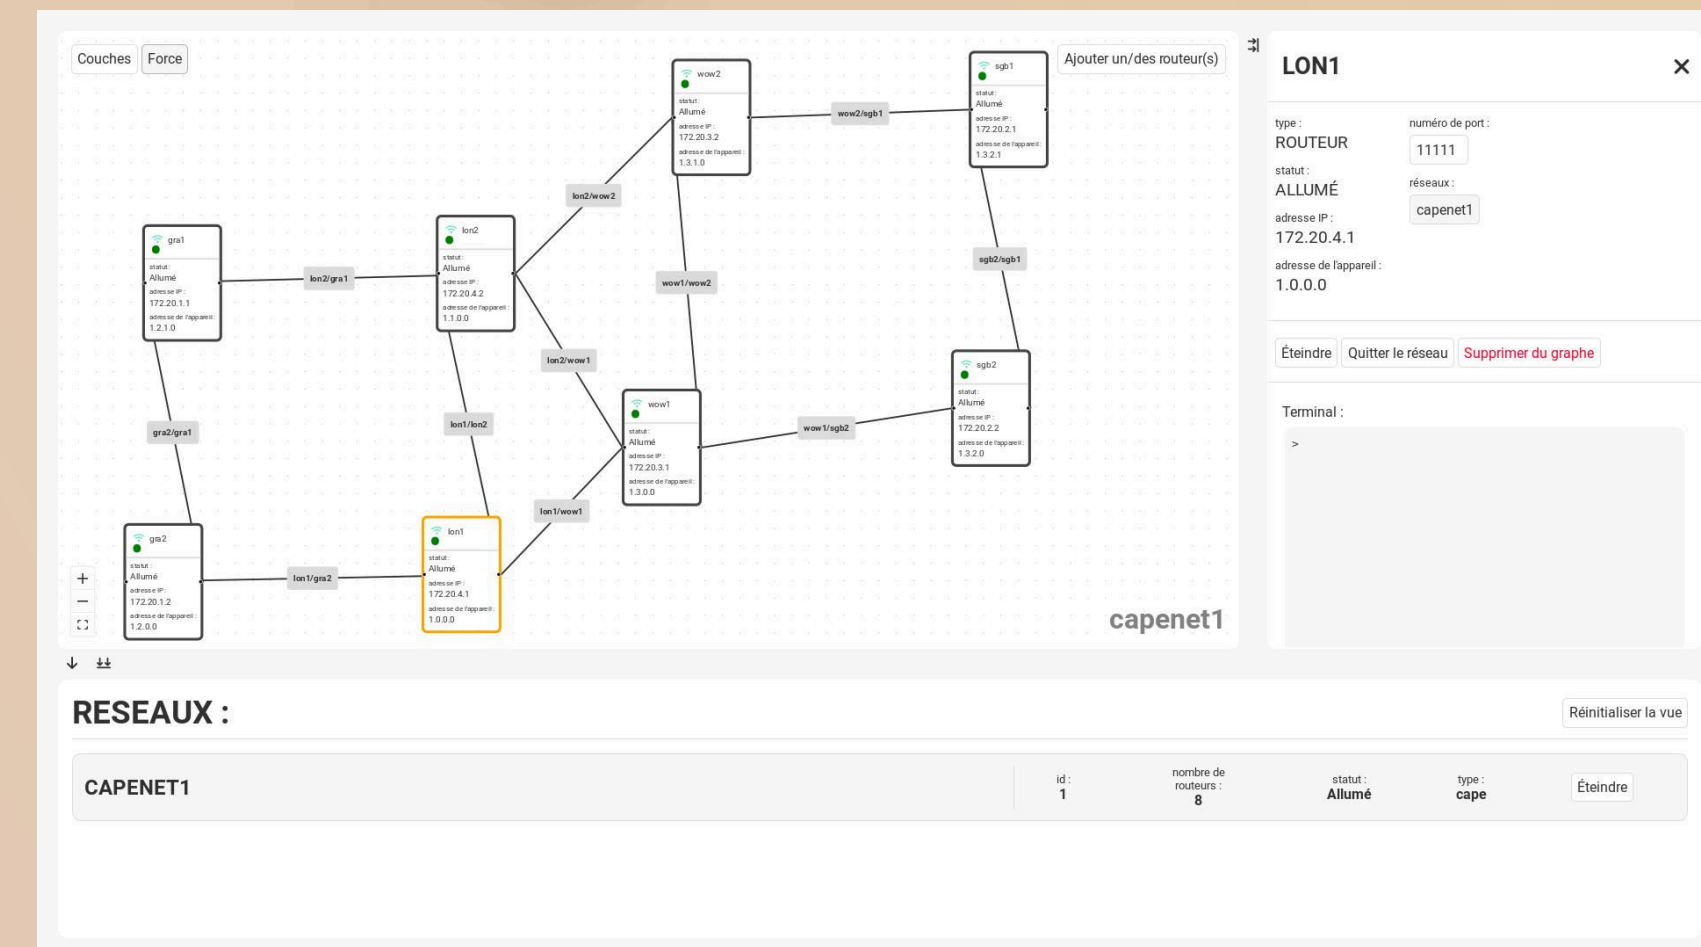 Couches
Force
Ajouter un/des routeur(s)
wow2
statut :
Allumé
adresse IP :
172.20.3.2
adresse de l'appareil :
1.3.1.0
sgb1
statut :
Allumé
adresse IP :
172.20.2.1
adresse de l'appareil :
1.3.2.1
wow2/sgb1
lon2/wow2
gra1
statut :
Allumé
adresse IP :
172.20.1.1
adresse de l'appareil :
1.2.1.0
lon2/gra1
lon2
statut :
Allumé
adresse IP :
172.20.4.2
adresse de l'appareil :
1.1.0.0
wow1/wow2
sgb2/sgb1
lon2/wow1
gra2/gra1
lon1/lon2
wow1
statut :
Allumé
adresse IP :
172.20.3.1
adresse de l'appareil :
1.3.0.0
wow1/sgb2
sgb2
statut :
Allumé
adresse IP :
172.20.2.2
adresse de l'appareil :
1.3.2.0
lon1/wow1
gra2
statut :
Allumé
adresse IP :
172.20.1.2
adresse de l'appareil :
1.2.0.0
lon1/gra2
lon1
statut :
Allumé
adresse IP :
172.20.4.1
adresse de l'appareil :
1.0.0.0
capenet1
LON1
type :
ROUTEUR
statut :
ALLUMÉ
adresse IP :
172.20.4.1
adresse de l'appareil :
1.0.0.0
numéro de port :
11111
réseaux :
capenet1
Éteindre
Quitter le réseau
Supprimer du graphe
Terminal :
>
RESEAUX :
Réinitialiser la vue
CAPENET1
id :
1
nombre de
routeurs :
8
statut :
Allumé
type :
cape
Éteindre